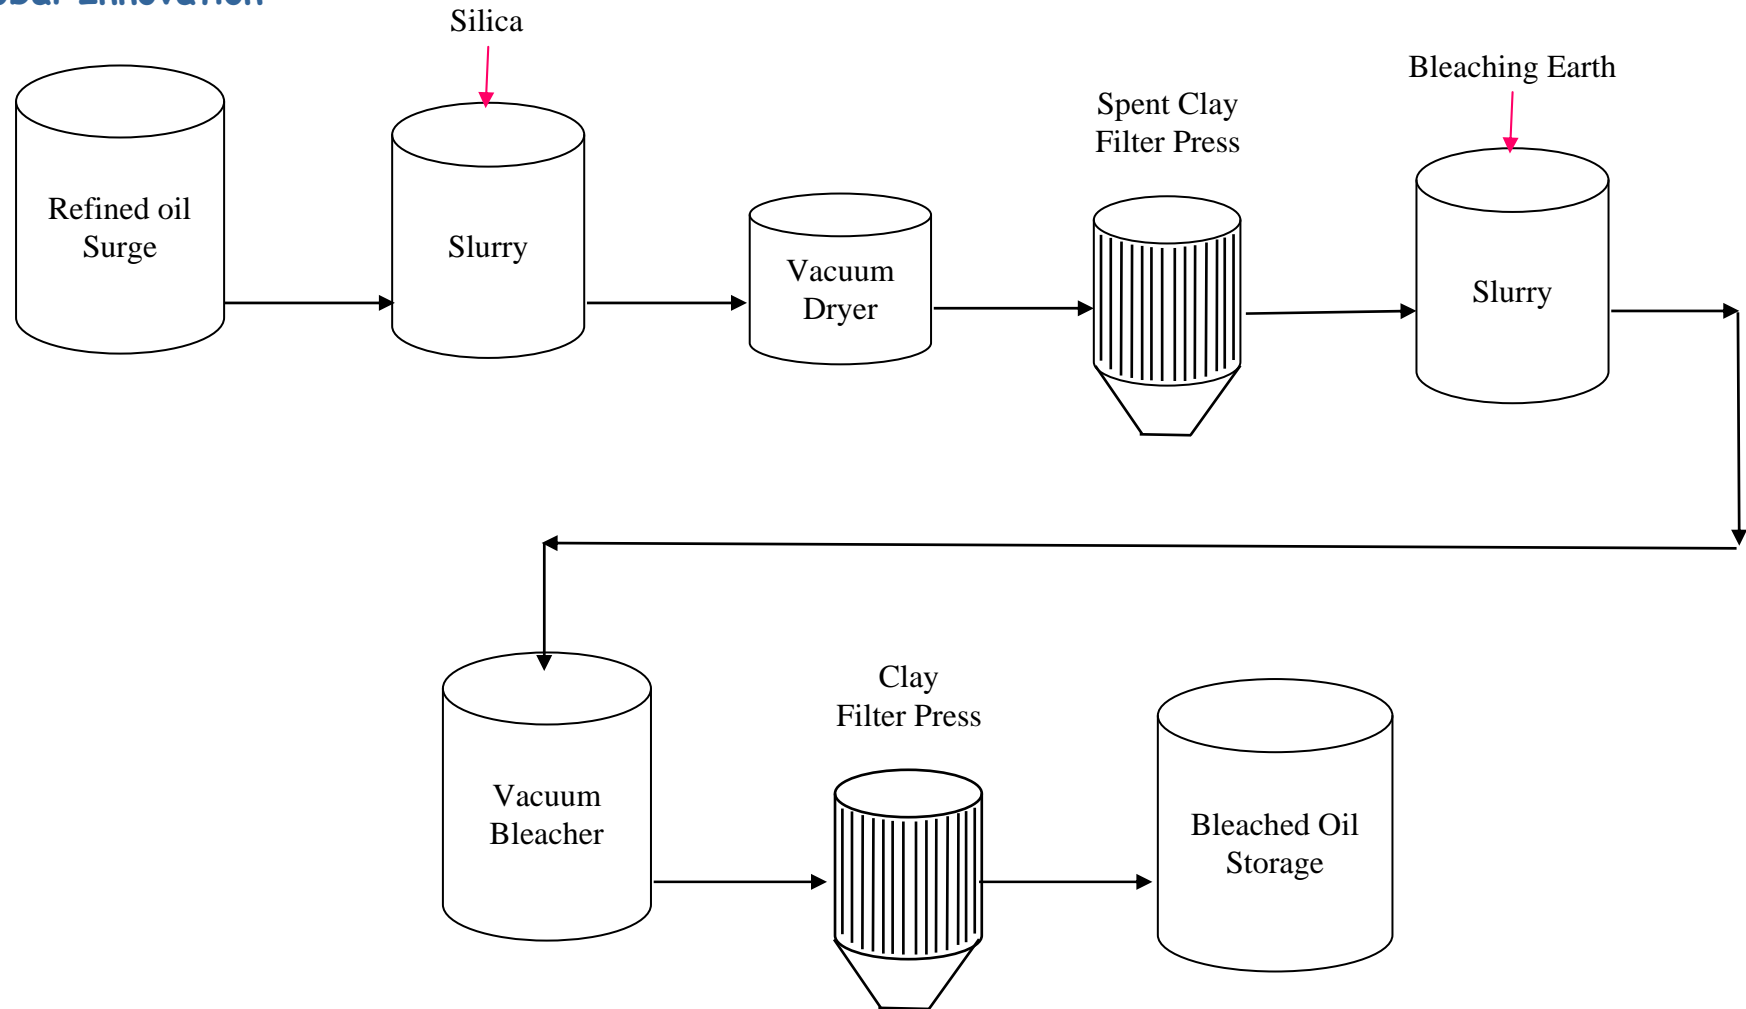 Innovation
Silica
Bleaching Earth
Spent Clay
Filter Press
Refined oil
Surge
Slurry
Vacuum
Dryer
Slurry
Clay
Filter Press
Vacuum
Bleacher
Bleached Oil
Storage